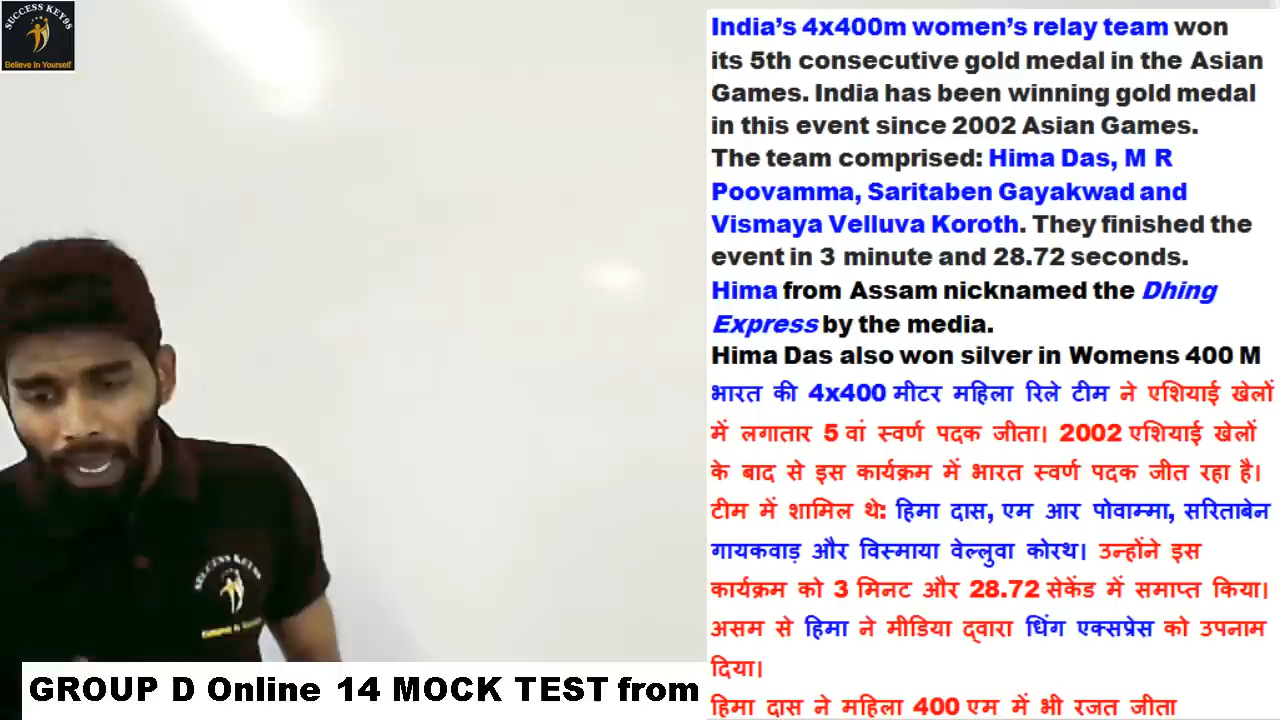 SUCCESS KEY98
Believe In Yourself
India's 4x400m women's relay team won
its 5th consecutive gold medal in the Asian
Games. India has been winning gold medal
in this event since 2002 Asian Games.
The team comprised: Hima Das, M R
Poovamma, Saritaben Gayakwad and
Vismaya Velluva Koroth. They finished the
event in 3 minute and 28.72 seconds.
Hima from Assam nicknamed the Dhing
Express by the media.
Hima Das also won silver in Womens 400 M
भारत की 4x400 मीटर महिला रिले टीम ने एशियाई खेलों
में लगातार 5 वां स्वर्ण पदक जीता। 2002 एशियाई खेलों
के बाद से इस कार्यक्रम में भारत स्वर्ण पदक जीत रहा है।
टीम में शामिल थे: हिमा दास, एम आर पोवाम्मा, सरिताबेन
गायकवाड़ और विस्माया वेल्लुवा कोरथ। उन्होंने इस
कार्यक्रम को 3 मिनट और 28.72 सेकेंड में समाप्त किया।
असम से हिमा ने मीडिया द्वारा धिंग एक्सप्रेस को उपनाम
दिया।
हिमा दास ने महिला 400 एम में भी रजत जीता
SUCCESS KEY98
GROUP D Online 14 MOCK TEST from